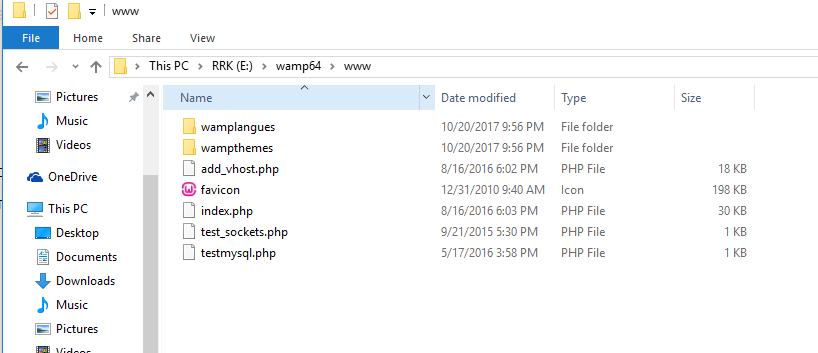 www
File Home Share View
This PC RRK (E:) wamp64 www
Pictures
Music
Videos
OneDrive
This PC
Desktop
Documents
Downloads
Music
Pictures
Videos
Name Date modified Type Size
wamplangues 10/20/2017 9:56 PM File folder
wampthemes 10/20/2017 9:56 PM File folder
add_vhost.php 8/16/2016 6:02 PM PHP File 18 KB
favicon 12/31/2010 9:40 AM Icon 198 KB
index.php 8/16/2016 6:03 PM PHP File 30 KB
test_sockets.php 9/21/2015 5:30 PM PHP File 1 KB
testmysql.php 5/17/2016 3:58 PM PHP File 1 KB